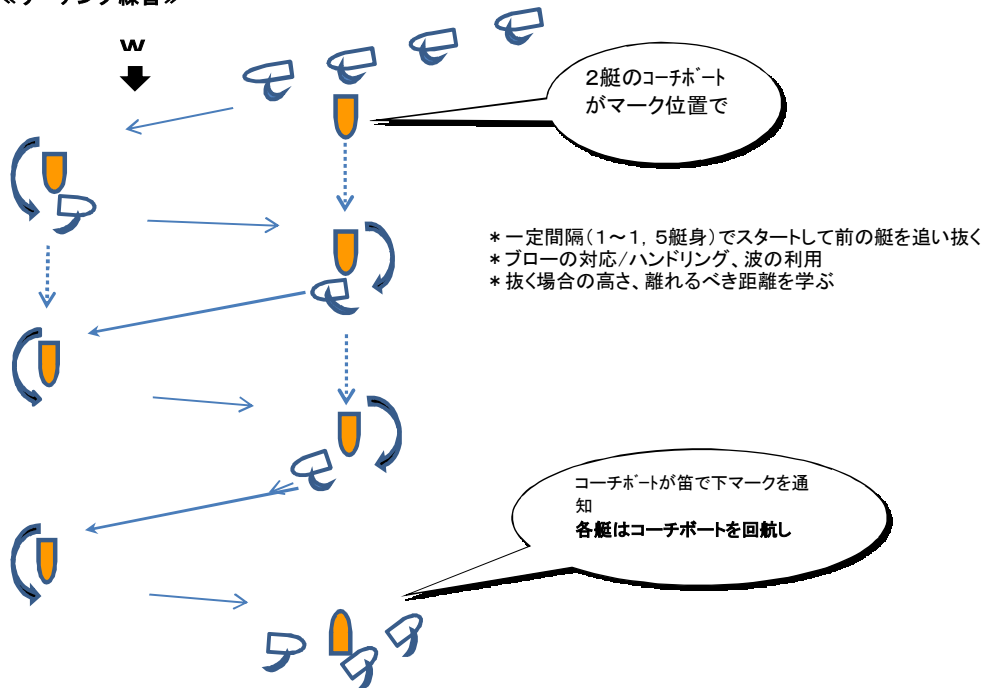 W
2艇のコーチボート
がマーク位置で
*一定間隔(1～1,5艇身)でスタートして前の艇を追い抜く
*ブローの対応/ハンドリング、波の利用
*抜く場合の高さ、離れるべき距離を学ぶ
コーチボートが笛で下マークを通
知
各艇はコーチボートを回航し